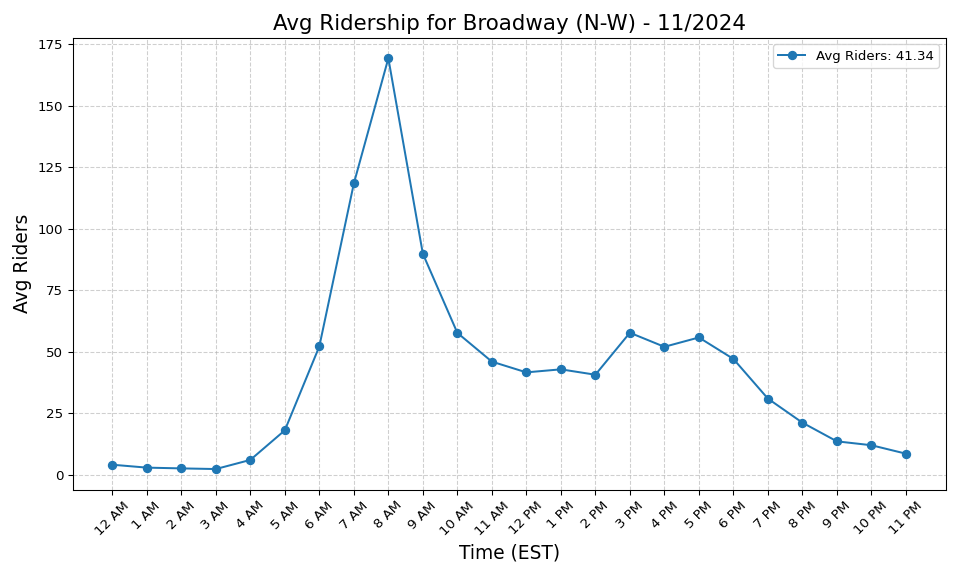 Avg Ridership for Broadway (N-W) - 11/2024
Avg Riders: 41.34
Avg Riders
175
150
125
100
75
50
25
0
12 AM
1 AM
2 AM
3 AM
4 AM
5 AM
6 AM
7 AM
8 AM
9 AM
10 AM
11 AM
12 PM
1 PM
2 PM
3 PM
4 PM
5 PM
6 PM
7 PM
8 PM
9 PM
10 PM
11 PM
Time (EST)